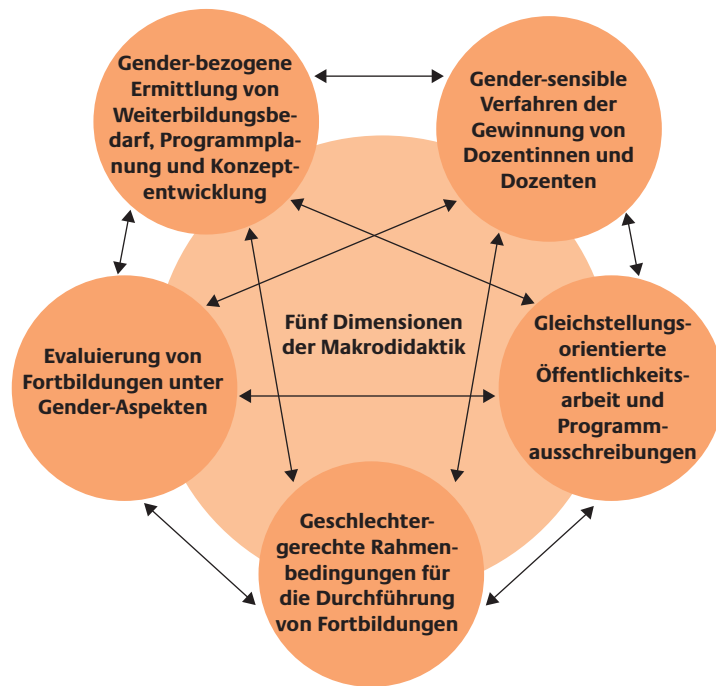 Gender-bezogene
Ermittlung von
Weiterbildungsbe-
darf, Programmpla-
nung und Konzept-
entwicklung
Gender-sensible
Verfahren der
Gewinnung von
Dozentinnen und
Dozenten
Fünf Dimensionen
der Makrodidaktik
Evaluierung von
Fortbildungen unter
Gender-Aspekten
Gleichstellungs-
orientierte
Öffentlichkeits-
arbeit und
Programm-
ausschreibungen
Geschlechter-
gerechte Rahmen-
bedingungen für
die Durchführung
von Fortbildungen